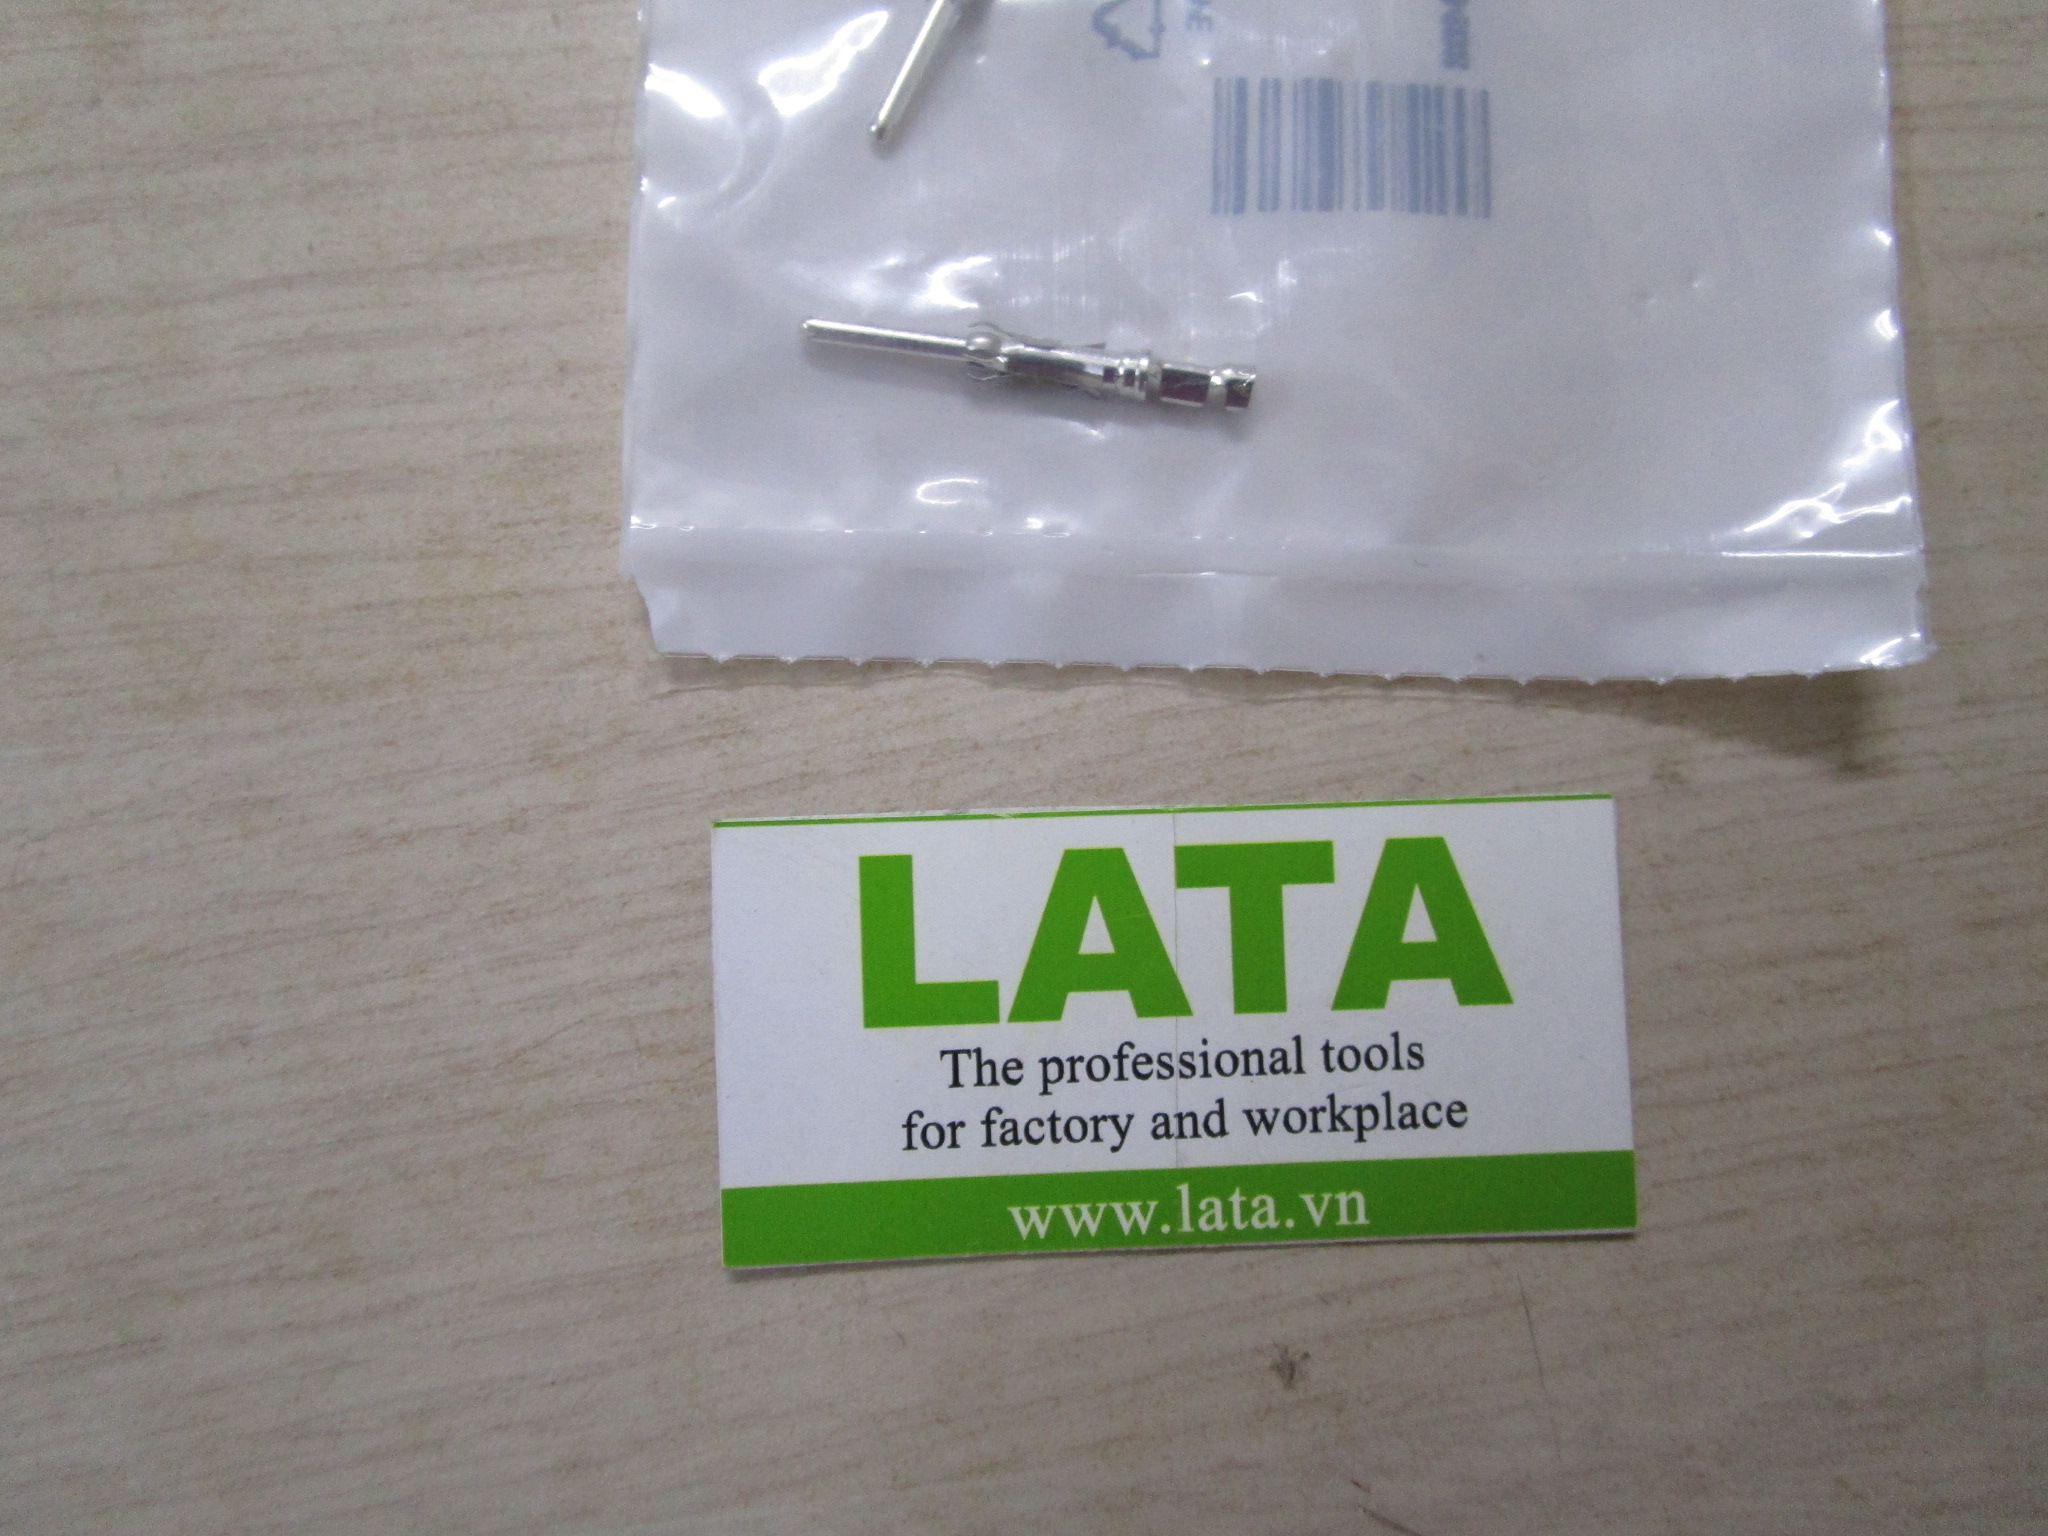 LATA
The professional tools
for factory and workplace
www.lata.vn